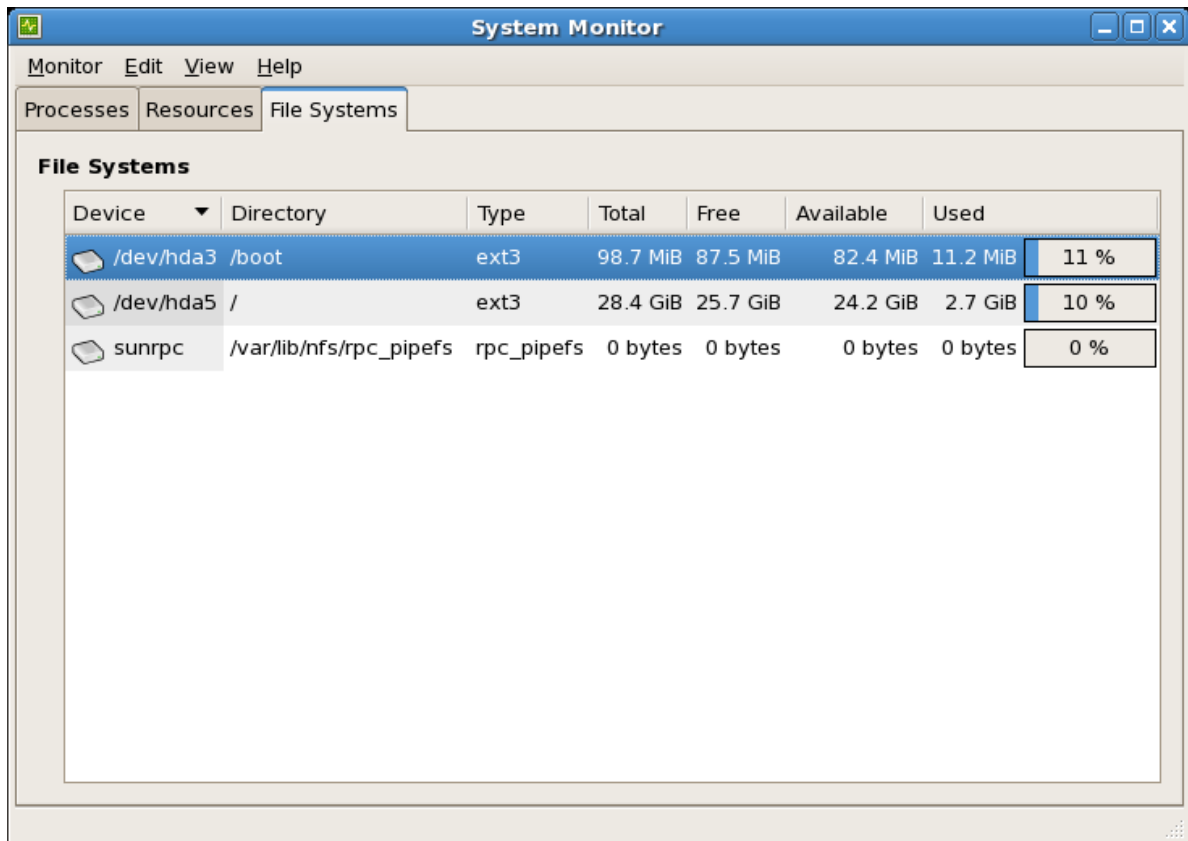 System Monitor
Monitor Edit View Help
Processes Resources File Systems
File Systems
Device Directory Type Total Free Available Used
/dev/hda3 /boot ext3 98.7 MiB 87.5 MiB 82.4 MiB 11.2 MiB 11 %
/dev/hda5 / ext3 28.4 GiB 25.7 GiB 24.2 GiB 2.7 GiB 10 %
sunrpc /var/lib/nfs/rpc_pipefs rpc_pipefs 0 bytes 0 bytes 0 bytes 0 bytes 0 %